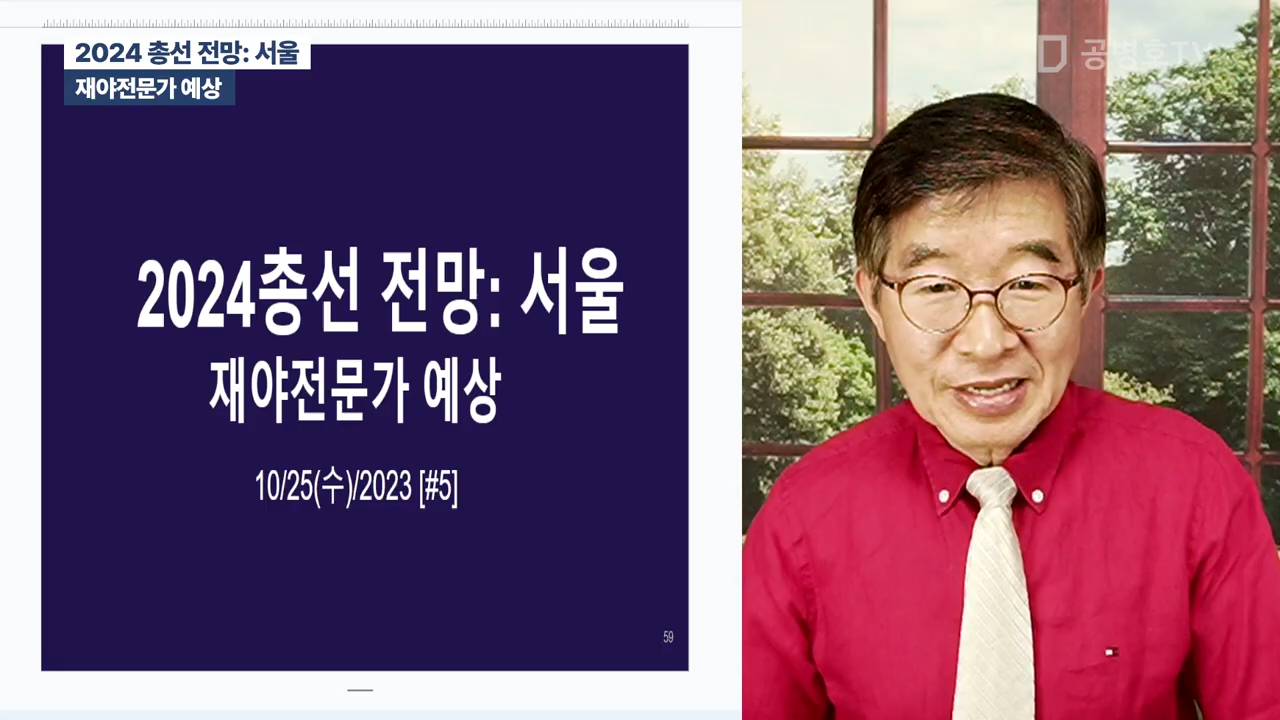 2024 총선 전망: 서울
재야전문가 예상
공병호TV
2024총선 전망: 서울
재야전문가 예상
10/25(수)/2023 [#5]
59